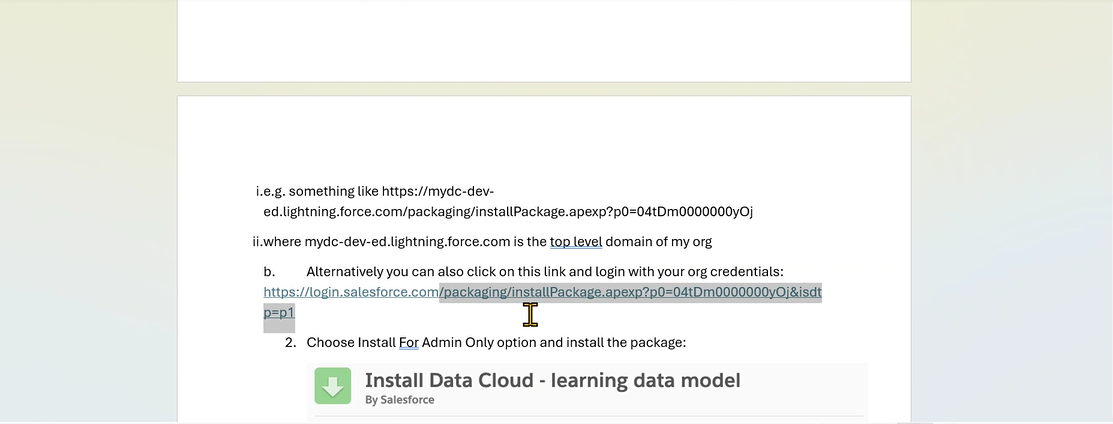 i.e.g. something like https://mydc-dev-
ed.lightning.force.com/packaging/installPackage.apexp?p0=04tDm0000000yOj
ii.where mydc-dev-ed.lightning.force.com is the top level domain of my org
b. Alternatively you can also click on this link and login with your org credentials:
https://login.salesforce.com/packaging/installPackage.apexp?p0=04tDm0000000yOj&isdt
p=p1
2. Choose Install For Admin Only option and install the package:
Install Data Cloud - learning data model
By Salesforce